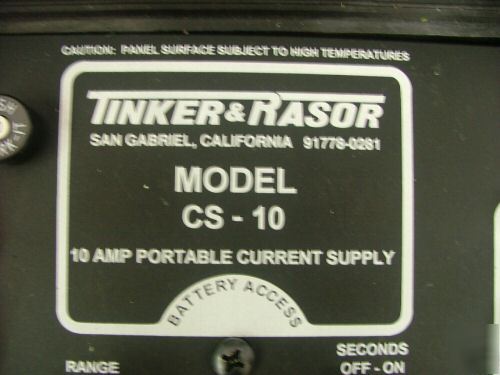 CAUTION: PANEL SURFACE SUBJECT TO HIGH TEMPERATURES
TINKER & RASOR
SAN GABRIEL, CALIFORNIA 91778-0281
MODEL
CS - 10
10 AMP PORTABLE CURRENT SUPPLY
BATTERY ACCESS
RANGE
SECONDS
OFF - ON